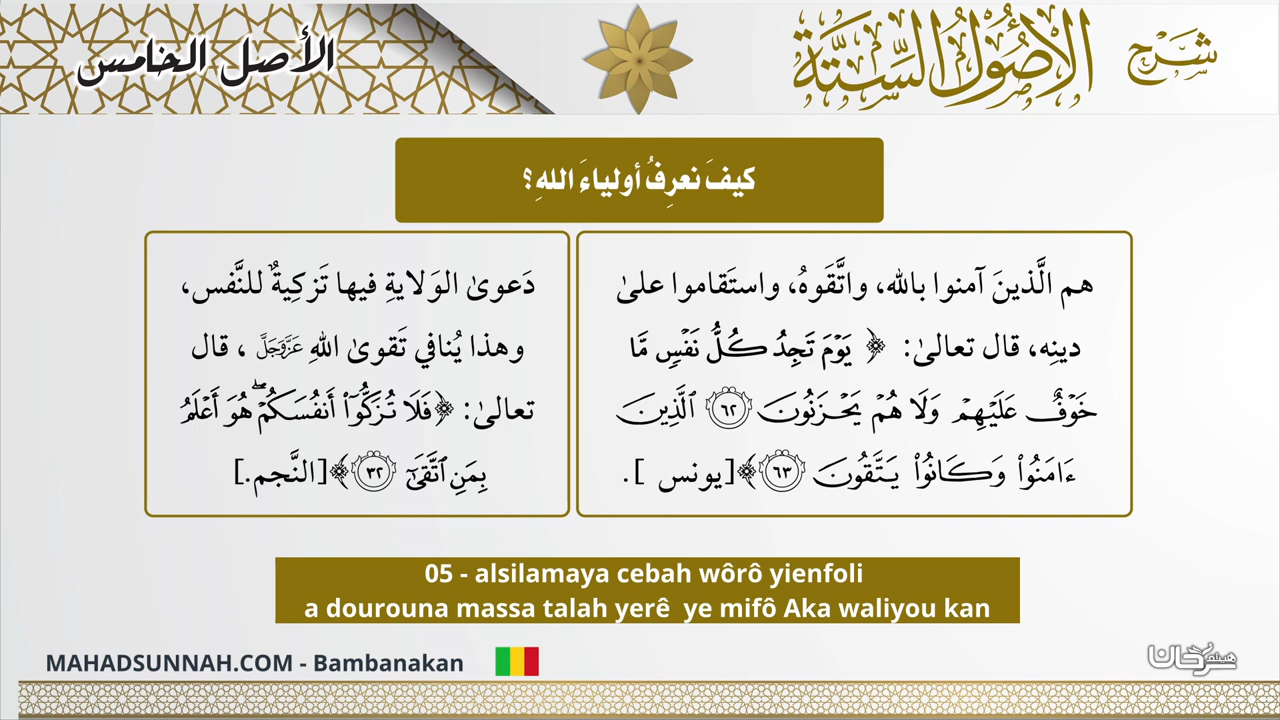 شرح الأصول الستة
الأصل الخامس
كيفَ نعرِفُ أولياءَ اللهِ؟
هم الَّذينَ آمنوا بالله، واتَّقَوهُ، واستَقاموا علىٰ
دينِه، قال تعالىٰ: ﴿ يَوْمَ تَجِدُ كُلُّ نَفْسٍ مَّا
خَوْفٌ عَلَيْهِمْ وَلَا هُمْ يَحْزَنُونَ ٦٢ ٱلَّذِينَ
ءَامَنُوا۟ وَكَانُوا۟ يَتَّقُونَ ٦٣﴾[يونس ].
دَعوىٰ الوَلايةِ فيها تَزكِيةٌ للنَّفس،
وهذا يُنافي تَقوىٰ اللهِ عَزَّوَجَلَّ ، قال
تعالىٰ: ﴿فَلَا تُزَكُّوٓا۟ أَنفُسَكُمْ ۖ هُوَ أَعْلَمُ
بِمَنِ ٱتَّقَىٰٓ ٣٢﴾[النَّجم.]
05 - alsilamaya cebah wôrô yienfoli
a dourouna massa talah yerê ye mifô Aka waliyou kan
MAHADSUNNAH.COM - Bambanakan
هيثم سرحان